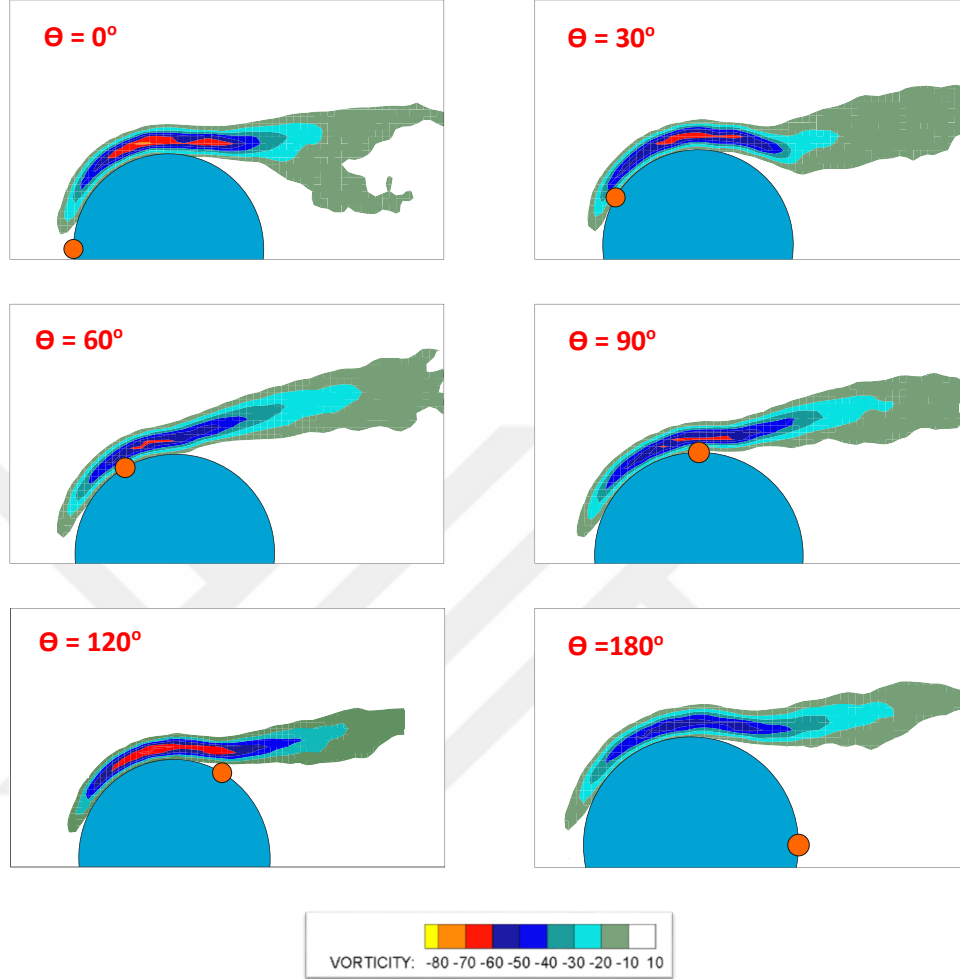 Ө = 0º
Ө = 30º
Ө = 60º
Ө = 90º
Ө = 120º
Ө =180º
VORTICITY: -80 -70 -60 -50 -40 -30 -20 -10 10